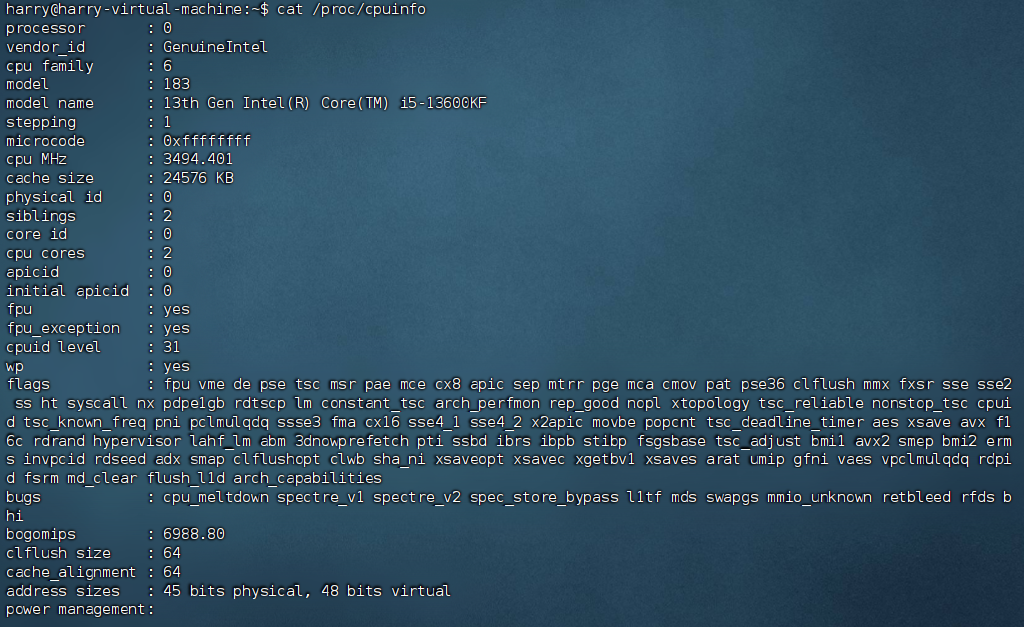 harry@harry-virtual-machine:~$ cat /proc/cpuinfo
processor : 0
vendor_id : GenuineIntel
cpu family : 6
model : 183
model name : 13th Gen Intel(R) Core(TM) i5-13600KF
stepping : 1
microcode : 0xffffffff
cpu MHz : 3494.401
cache size : 24576 KB
physical id : 0
siblings : 2
core id : 0
cpu cores : 2
apicid : 0
initial apicid : 0
fpu : yes
fpu_exception : yes
cpuid level : 31
wp : yes
flags : fpu vme de pse tsc msr pae mce cx8 apic sep mtrr pge mca cmov pat pse36 clflush mmx fxsr sse sse2
ss ht syscall nx pdpe1gb rdtscp lm constant_tsc arch_perfmon rep_good nopl xtopology tsc_reliable nonstop_tsc cpui
d tsc_known_freq pni pclmulqdq ssse3 fma cx16 sse4_1 sse4_2 x2apic movbe popcnt tsc_deadline_timer aes xsave avx f1
6c rdrand hypervisor lahf_lm abm 3dnowprefetch pti ssbd ibrs ibpb stibp fsgsbase tsc_adjust bmi1 avx2 smep bmi2 erm
s invpcid rdseed adx smap clflushopt clwb sha_ni xsaveopt xsavec xgetbv1 xsaves arat umip gfni vaes vpclmulqdq rdpi
d fsrm md_clear flush_l1d arch_capabilities
bugs : cpu_meltdown spectre_v1 spectre_v2 spec_store_bypass l1tf mds swapgs mmio_unknown retbleed rfds b
hi
bogomips : 6988.80
clflush size : 64
cache_alignment : 64
address sizes : 45 bits physical, 48 bits virtual
power management: